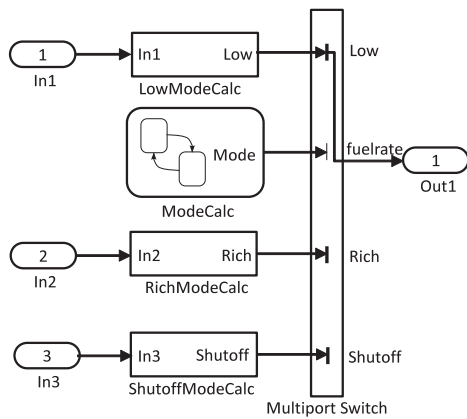 1
In1
In1 Low
LowModeCalc
Low
Mode
ModeCalc
fuelrate
1
Out1
2
In2
In2 Rich
RichModeCalc
Rich
3
In3
In3 Shutoff
ShutoffModeCalc
Shutoff
Multiport Switch